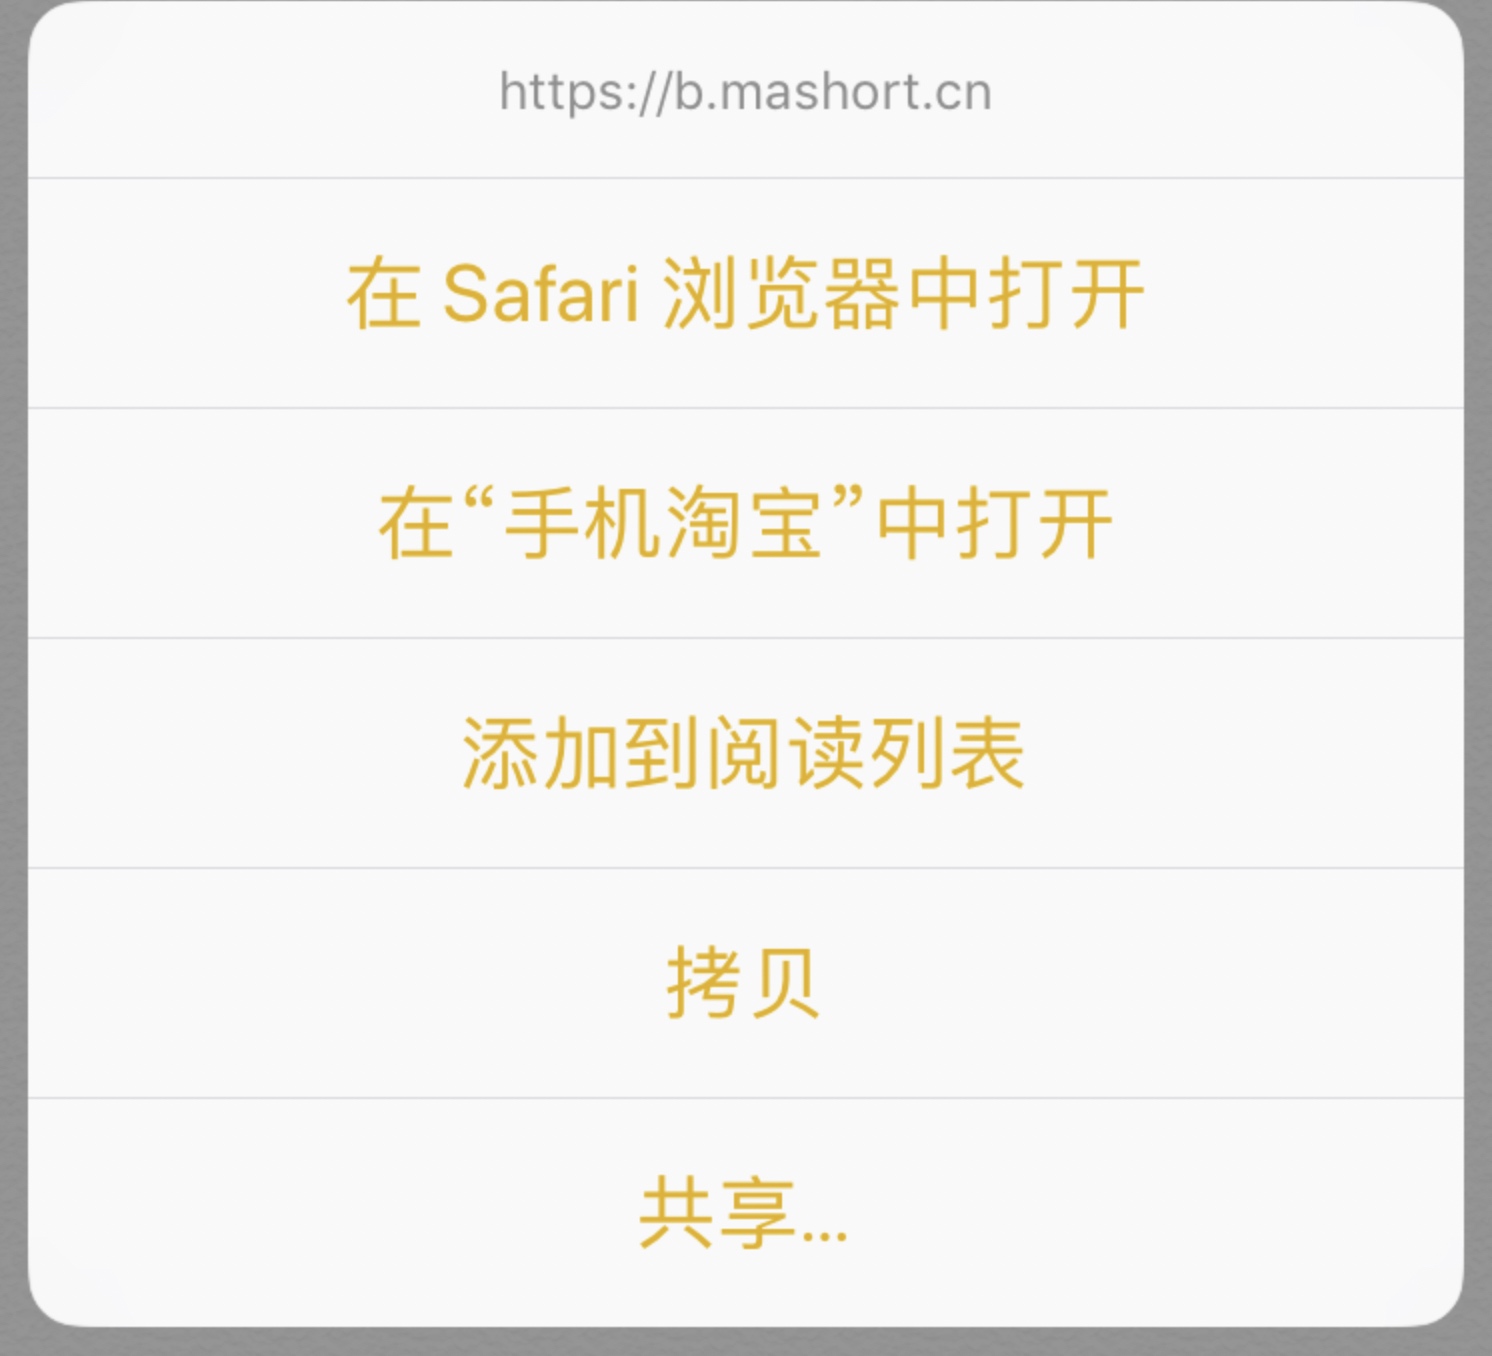 https://b.mashort.cn
在 Safari 浏览器中打开
在“手机淘宝”中打开
添加到阅读列表
拷贝
共享...